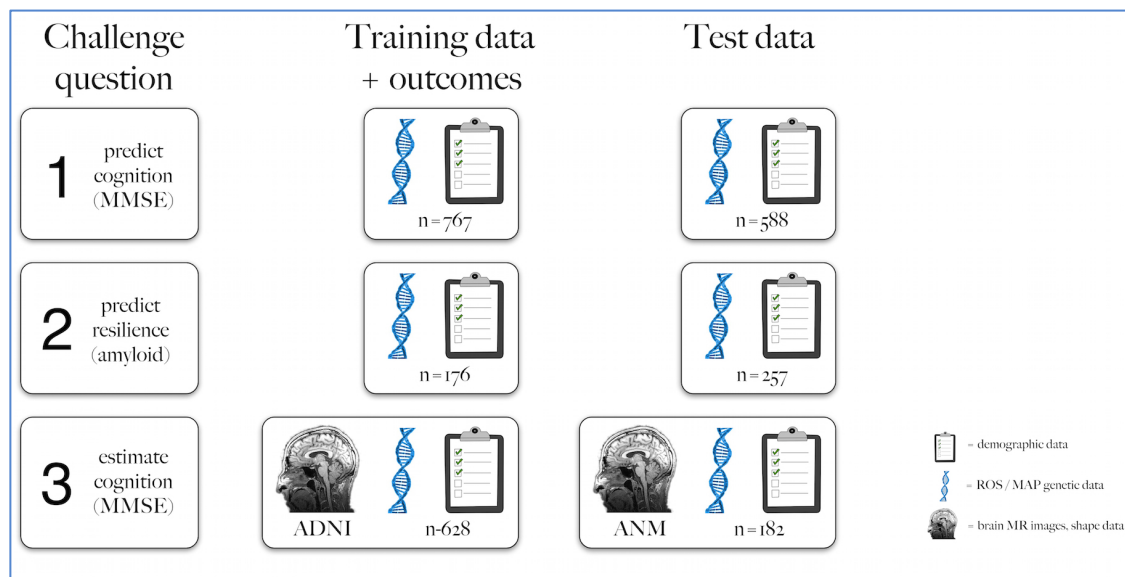 Challenge question
Training data + outcomes
Test data
1
predict
cognition
(MMSE)
n=767
n=588
2
predict
resilience
(amyloid)
n=176
n=257
3
estimate
cognition
(MMSE)
ADNI
n-628
ANM
n=182
= demographic data
= ROS / MAP genetic data
= brain MR images, shape data